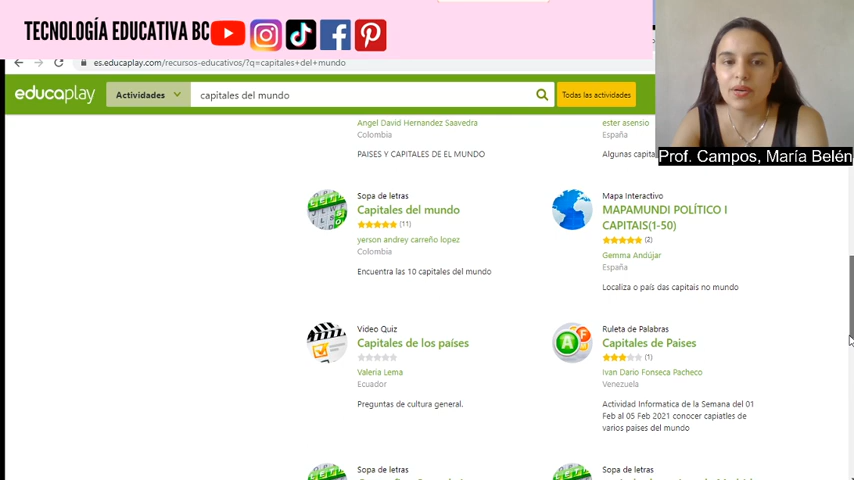 TECNOLOGÍA EDUCATIVA BC
es.educaplay.com/recursos-educativos/?q=capitales+del+mundo
educaplay
Actividades
capitales del mundo
Todas las actividades
Prof. Campos, María Belén
Angel David Hernandez Saavedra
Colombia
PAISES Y CAPITALES DE EL MUNDO
ester asensio
España
Algunas capita
Sopa de letras
Capitales del mundo
(11)
yerson andrey carreño lopez
Colombia
Encuentra las 10 capitales del mundo
Mapa Interactivo
MAPAMUNDI POLÍTICO I
CAPITAIS(1-50)
(2)
Gemma Andújar
España
Localiza o país das capitais no mundo
Video Quiz
Capitales de los países
Valeria Lema
Ecuador
Preguntas de cultura general.
Ruleta de Palabras
Capitales de Paises
(1)
Ivan Dario Fonseca Pacheco
Venezuela
Actividad Informatica de la Semana del 01
Feb al 05 Feb 2021 conocer capiatles de
varios paises del mundo
Sopa de letras
Sopa de letras